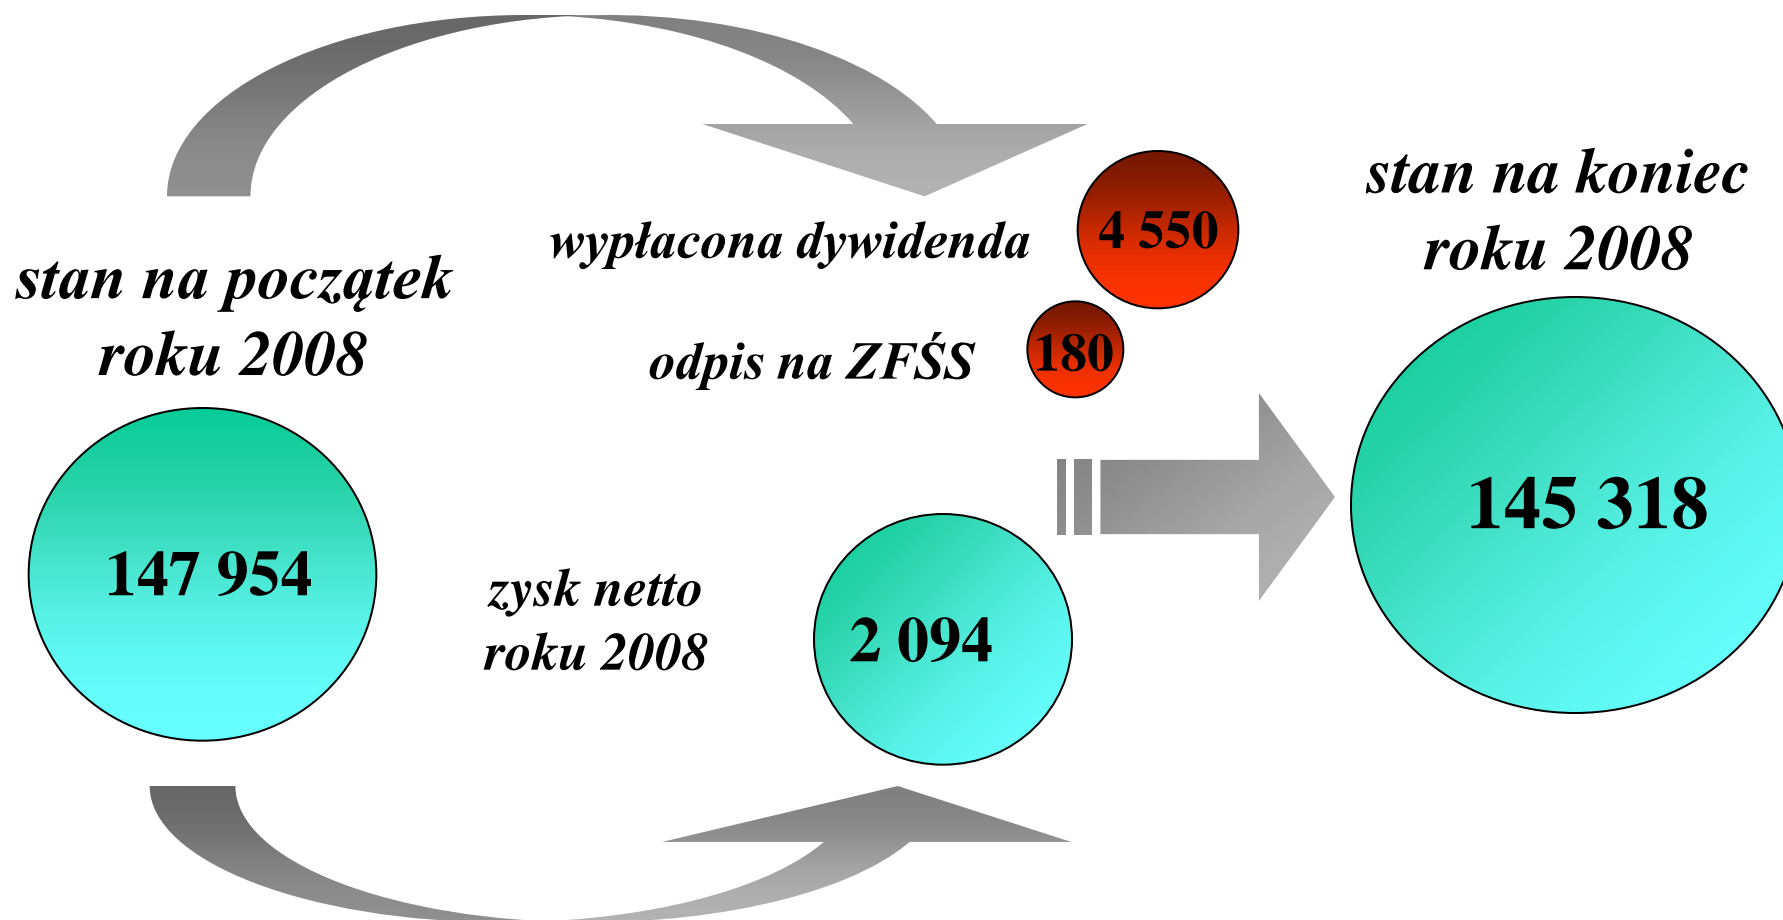 stan na początek
roku 2008
147 954
wypłacona dywidenda
4 550
odpis na ZFŚS
180
zysk netto
roku 2008
2 094
stan na koniec
roku 2008
145 318